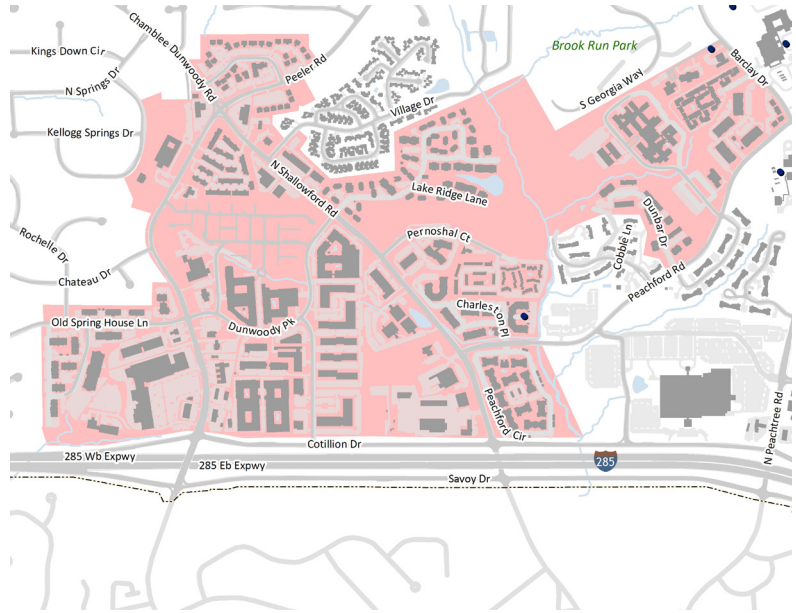 Kings Down Cir
Chamblee Dunwoody Rd
Peeler Rd
Brook Run Park
Barclay Dr
N Springs Dr
S Georgia Way
Village Dr
Kellogg Springs Dr
N Shallowford Rd
Lake Ridge Lane
Dunbar Dr
Rochelle Dr
Pernoshal Ct
Cobble Ln
Chateau Dr
Peachford Rd
Charleston Pl
Old Spring House Ln
Dunwoody Pk
Peachford Cir
N Peachtree Rd
Cotillion Dr
285 Wb Expwy
285 Eb Expwy
285
Savoy Dr